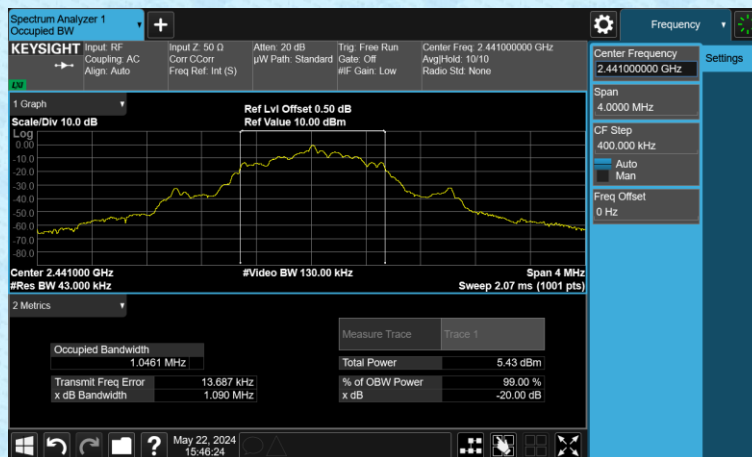 Spectrum Analyzer 1
Occupied BW
Frequency
KEYSIGHT
Input: RF
Coupling: AC
Align: Auto
Input Z: 50 Ω
Corr CCorr
Freq Ref: Int (S)
Atten: 20 dB
µW Path: Standard
Trig: Free Run
Gate: Off
#IF Gain: Low
Center Freq: 2.441000000 GHz
Avg|Hold: 10/10
Radio Std: None
LXI
Center Frequency
2.441000000 GHz
Settings
Span
4.0000 MHz
CF Step
400.000 kHz
Auto
Man
Freq Offset
0 Hz
1 Graph
Scale/Div 10.0 dB
Ref Lvl Offset 0.50 dB
Ref Value 10.00 dBm
Log
0.00
-10.0
-20.0
-30.0
-40.0
-50.0
-60.0
-70.0
-80.0
Center 2.441000 GHz
#Res BW 43.000 kHz
#Video BW 130.00 kHz
Span 4 MHz
Sweep 2.07 ms (1001 pts)
2 Metrics
Measure Trace
Trace 1
Occupied Bandwidth
1.0461 MHz
Total Power
5.43 dBm
Transmit Freq Error
13.687 kHz
% of OBW Power
99.00 %
x dB Bandwidth
1.090 MHz
x dB
-20.00 dB
?
May 22, 2024
15:46:24